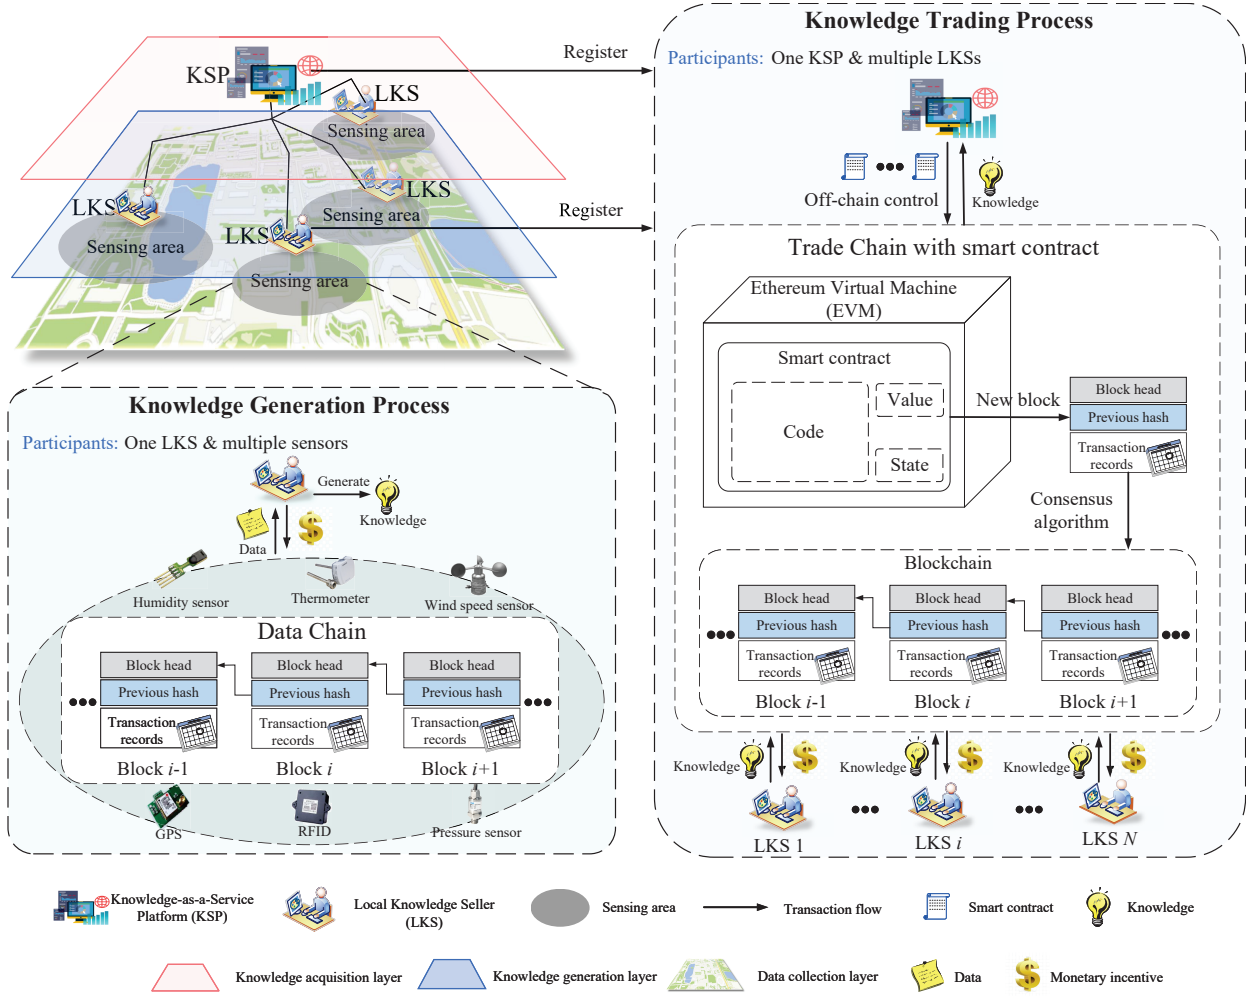 KSP
LKS
Sensing area
LKS
Sensing area
LKS
Sensing area
LKS
Sensing area
Register
Register
Knowledge Generation Process
Participants: One LKS & multiple sensors
Generate
Knowledge
Data
Humidity sensor
Thermometer
Wind speed sensor
Data Chain
Block head
Previous hash
Transaction
records
Block i-1
Block head
Previous hash
Transaction
records
Block i
Block head
Previous hash
Transaction
records
Block i+1
GPS
RFID
Pressure sensor
Knowledge Trading Process
Participants: One KSP & multiple LKSs
Off-chain control
Knowledge
Trade Chain with smart contract
Ethereum Virtual Machine
(EVM)
Smart contract
Code
Value
State
New block
Block head
Previous hash
Transaction
records
Consensus
algorithm
Blockchain
Block head
Previous hash
Transaction
records
Block i-1
Block head
Previous hash
Transaction
records
Block i
Block head
Previous hash
Transaction
records
Block i+1
Knowledge
Knowledge
Knowledge
LKS 1
LKS i
LKS N
Knowledge-as-a-Service
Platform (KSP)
Local Knowledge Seller
(LKS)
Sensing area
Transaction flow
Smart contract
Knowledge
Knowledge acquisition layer
Knowledge generation layer
Data collection layer
Data
Monetary incentive